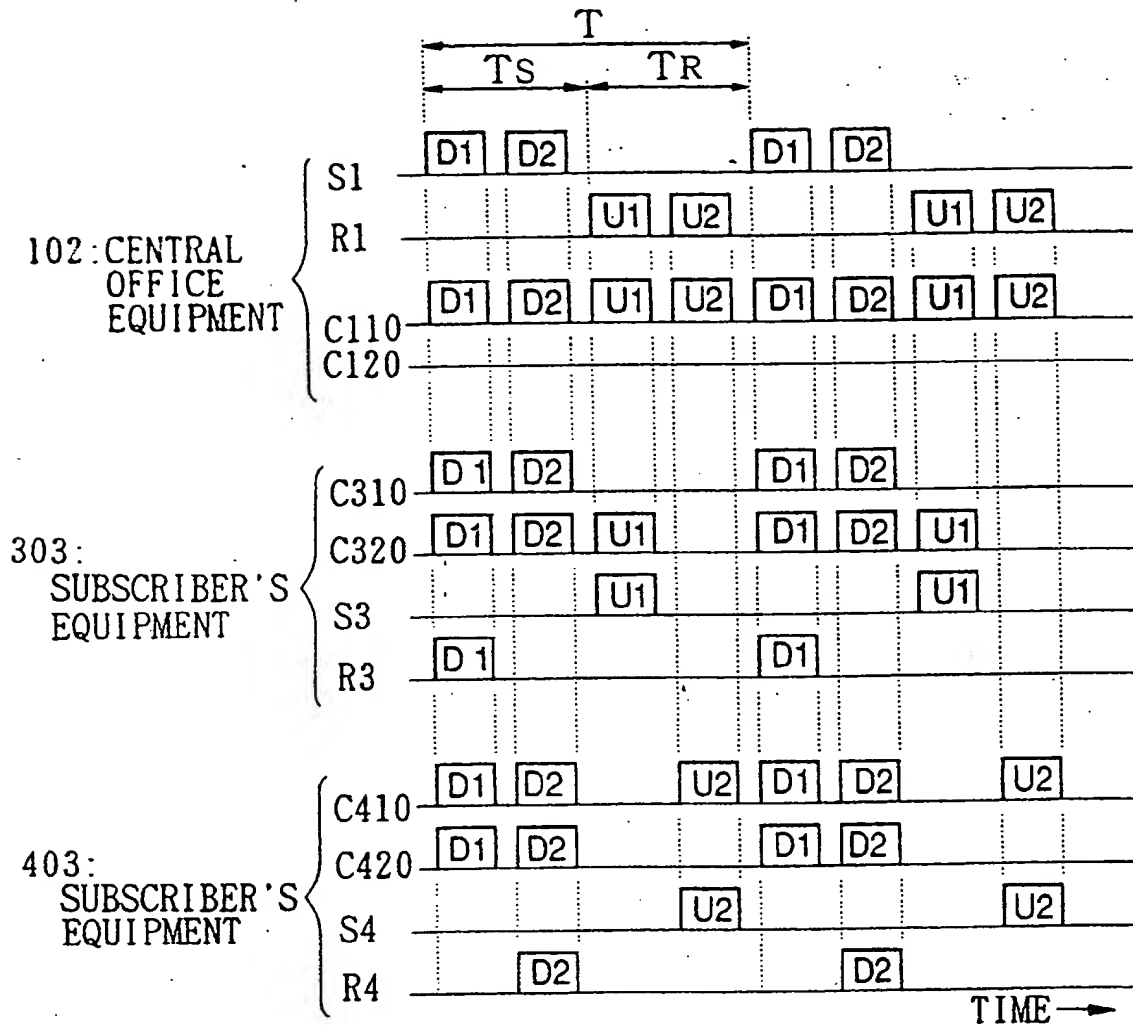 T
TS TR
S1 D1 D2 D1 D2
R1 U1 U2 U1 U2
102:CENTRAL
OFFICE
EQUIPMENT
C110 D1 D2 U1 U2 D1 D2 U1 U2
C120
C310 D1 D2 D1 D2
C320 D1 D2 U1 D1 D2 U1
303:
SUBSCRIBER'S
EQUIPMENT
S3 U1 U1
R3 D1 D1
C410 D1 D2 U2 D1 D2 U2
C420 D1 D2 D1 D2
403:
SUBSCRIBER'S
EQUIPMENT
S4 U2 U2
R4 D2 D2
TIME